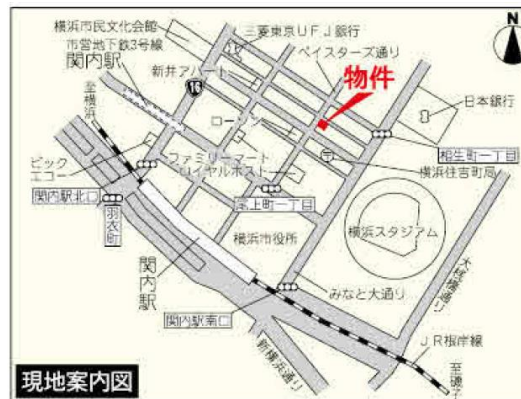 N
横浜市民文化会館
三菱東京UFJ銀行
市営地下鉄3号線
関内駅
ベイスターズ通り
新井アパート
16
物件
至横浜
日本銀行
ローソン
相生町一丁目
ビック
エコー
ファミリーマート
横浜住吉町局
ロイヤルホスト
関内駅北口
尾上町一丁目
羽衣町
横浜市役所
横浜スタジアム
関内駅
大桟橋通り
みなと大通り
関内駅南口
新横浜通り
JR根岸線
至磯子
現地案内図